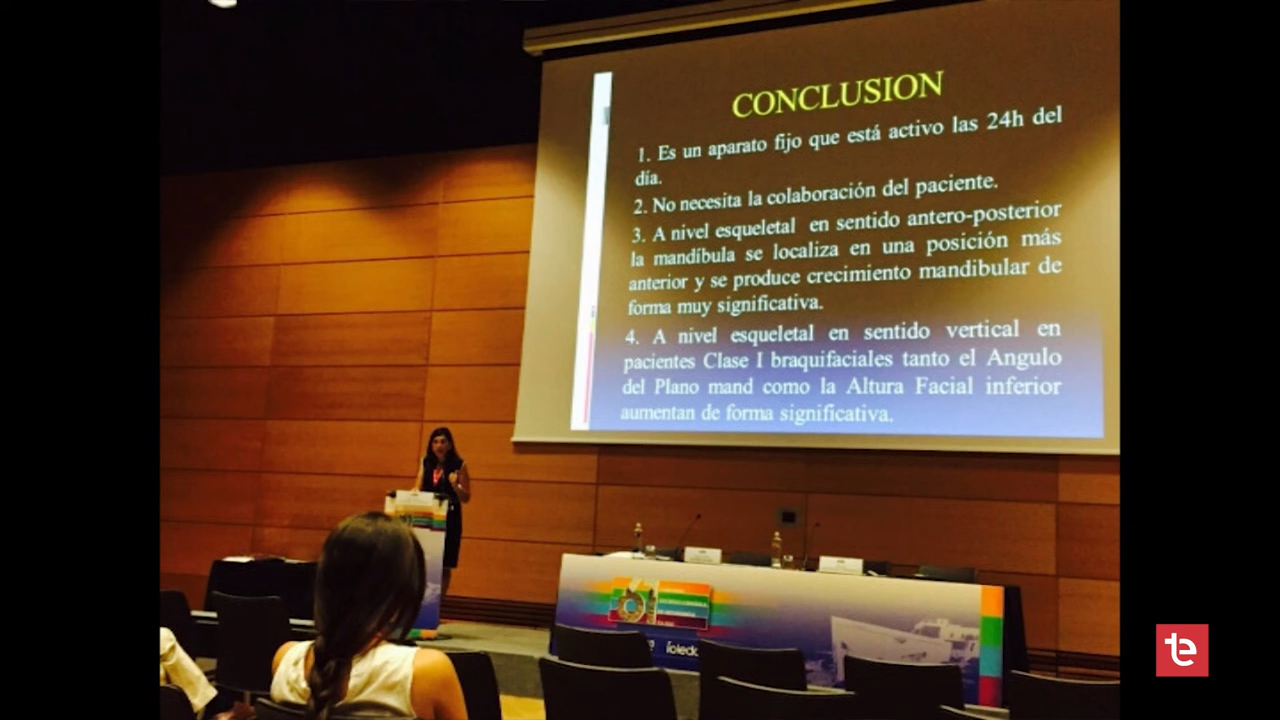 CONCLUSION
1. Es un aparato fijo que está activo las 24h del
día.
2. No necesita la colaboración del paciente.
3. A nivel esqueletal en sentido antero-posterior
la mandíbula se localiza en una posición más
anterior y se produce crecimiento mandibular de
forma muy significativa.
4. A nivel esqueletal en sentido vertical en
pacientes Clase I braquifaciales tanto el Angulo
del Plano mand como la Altura Facial inferior
aumentan de forma significativa.
61
te